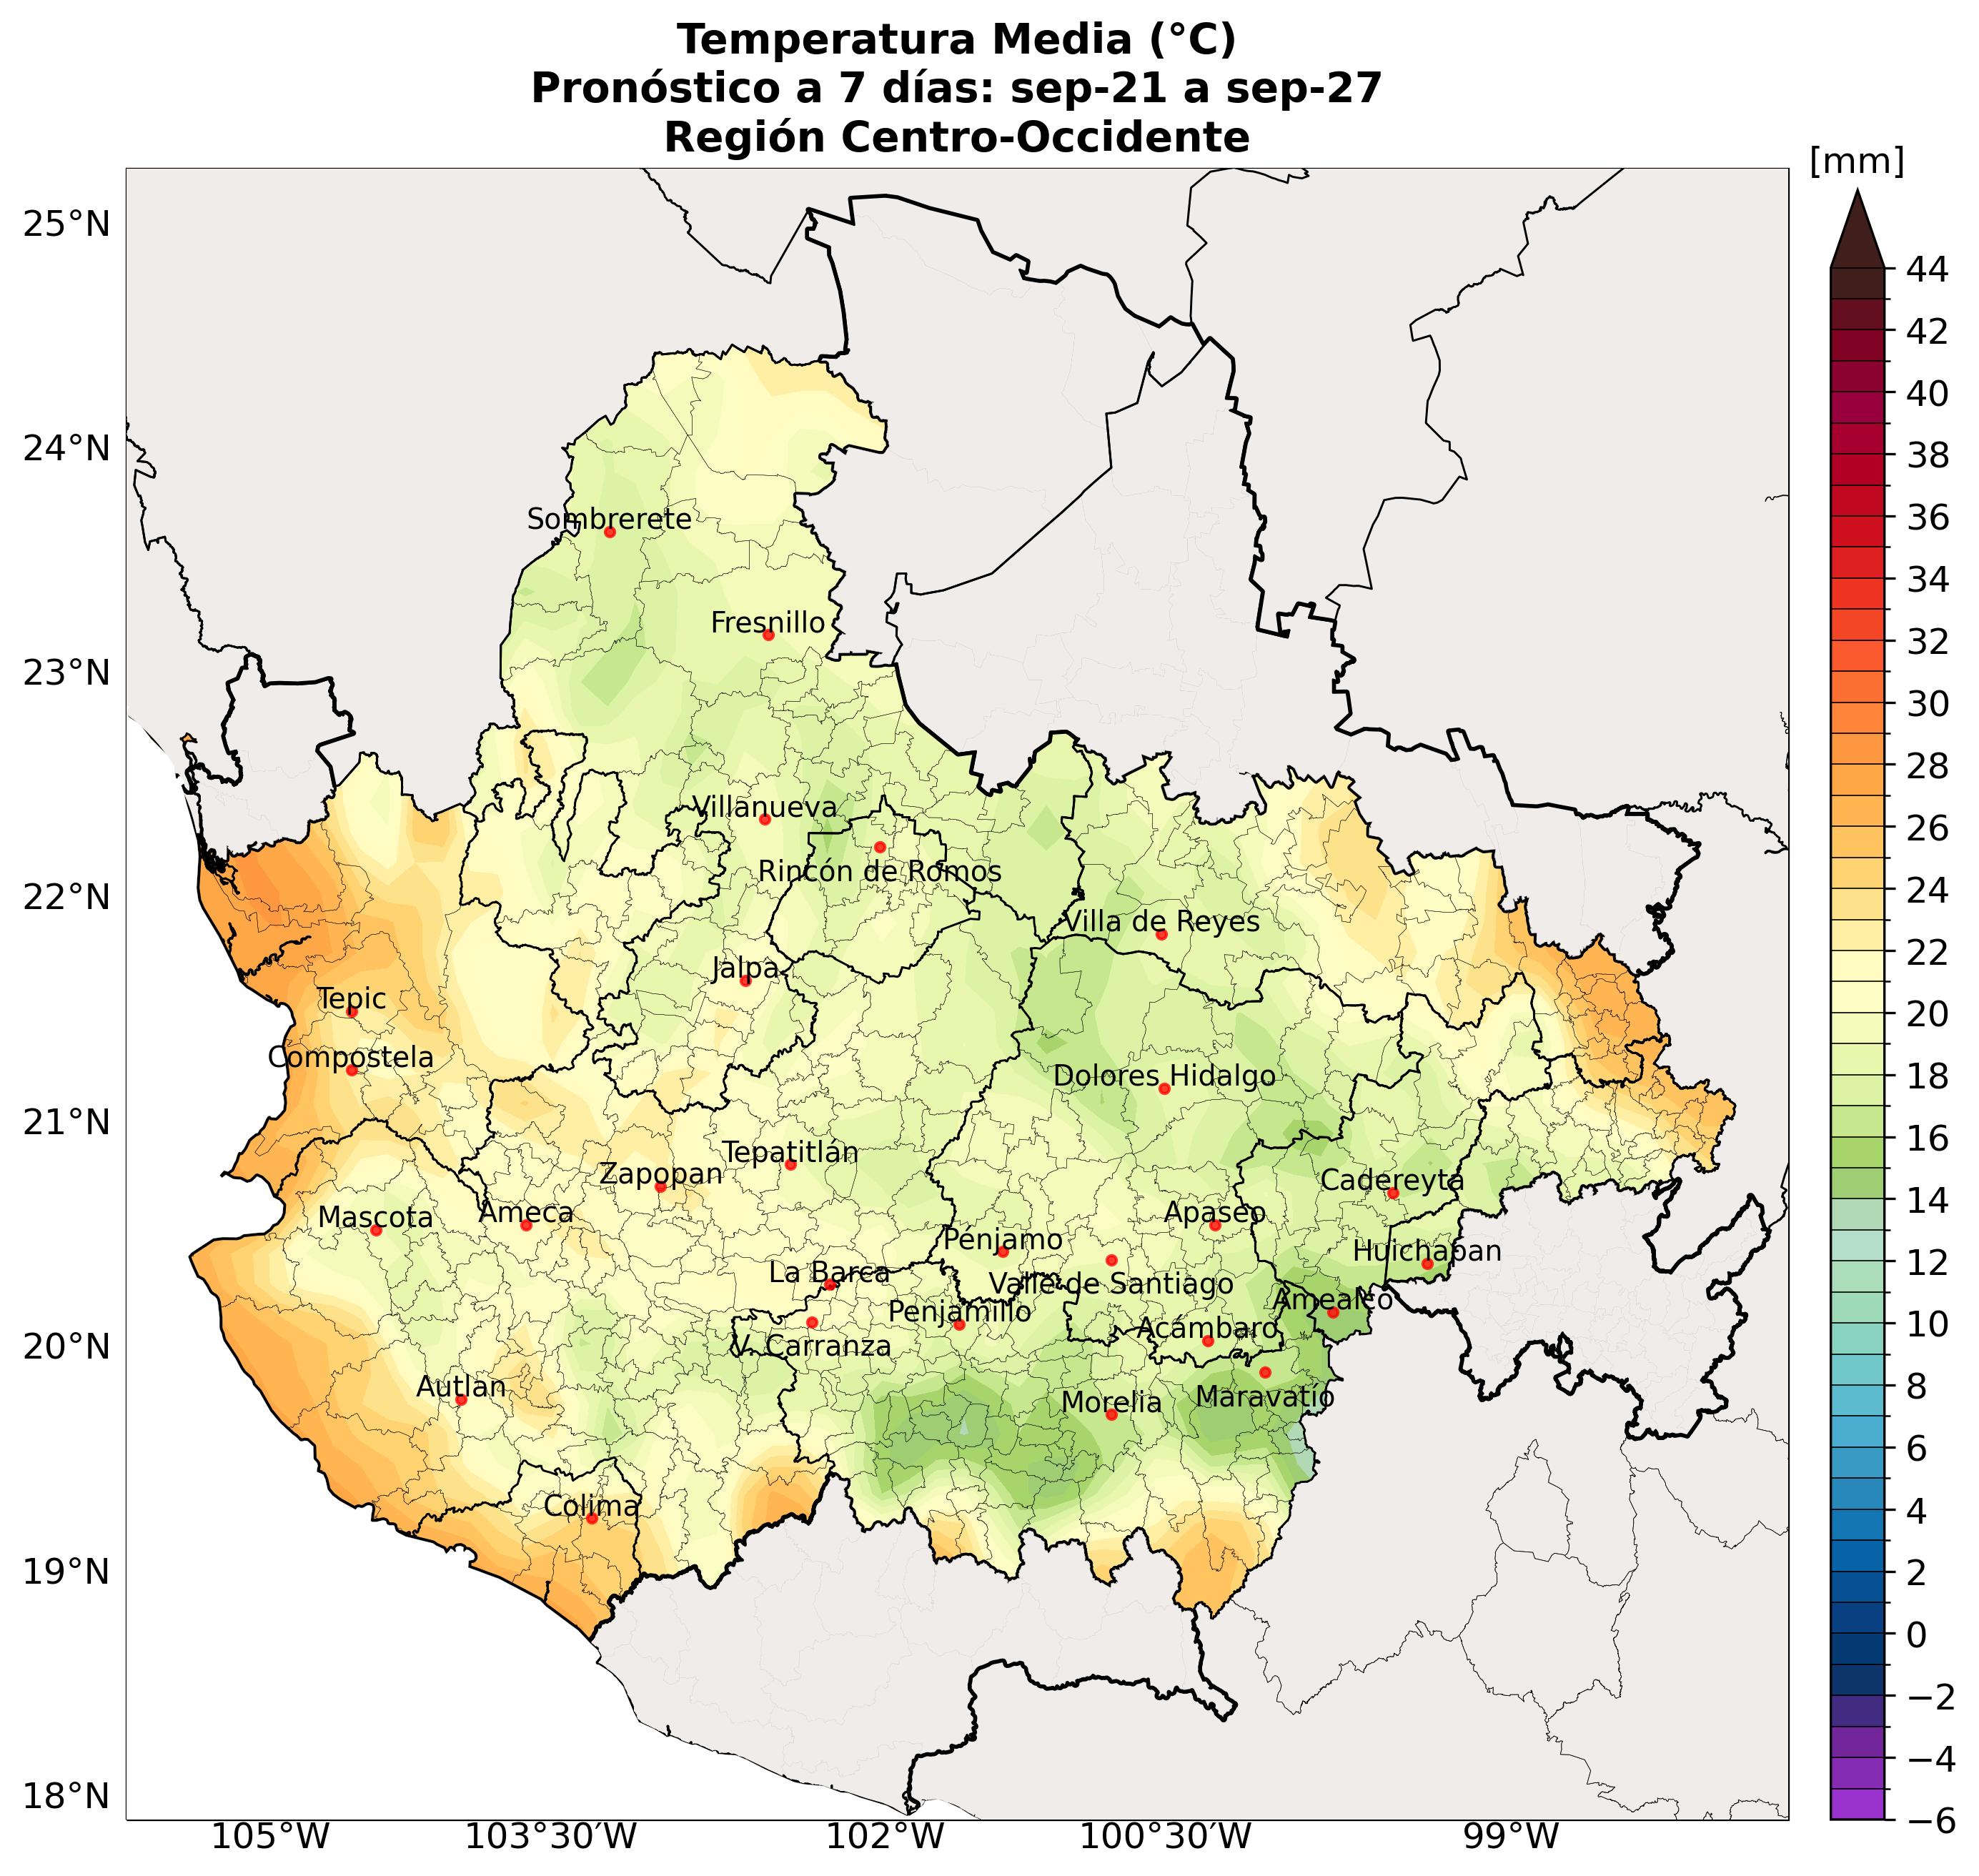 Temperatura Media (°C)
Pronóstico a 7 días: sep-21 a sep-27
Región Centro-Occidente
[mm]
25°N
24°N
23°N
22°N
21°N
20°N
19°N
18°N
Sombrerete
Fresnillo
Villanueva
Rincón de Romos
Villa de Reyes
Jalpa
Tepic
Compostela
Dolores Hidalgo
Tepatitlán
Zapopan
Cadereyta
Mascota
Ameca
Apaseo
Pénjamo
Huichapan
La Barca
Valle de Santiago
Amealco
Penjamillo
Acámbaro
V. Carranza
Autlan
Morelia
Maravatío
Colima
105°W 103°30′W 102°W 100°30′W 99°W
44
42
40
38
36
34
32
30
28
26
24
22
20
18
16
14
12
10
8
6
4
2
0
−2
−4
−6